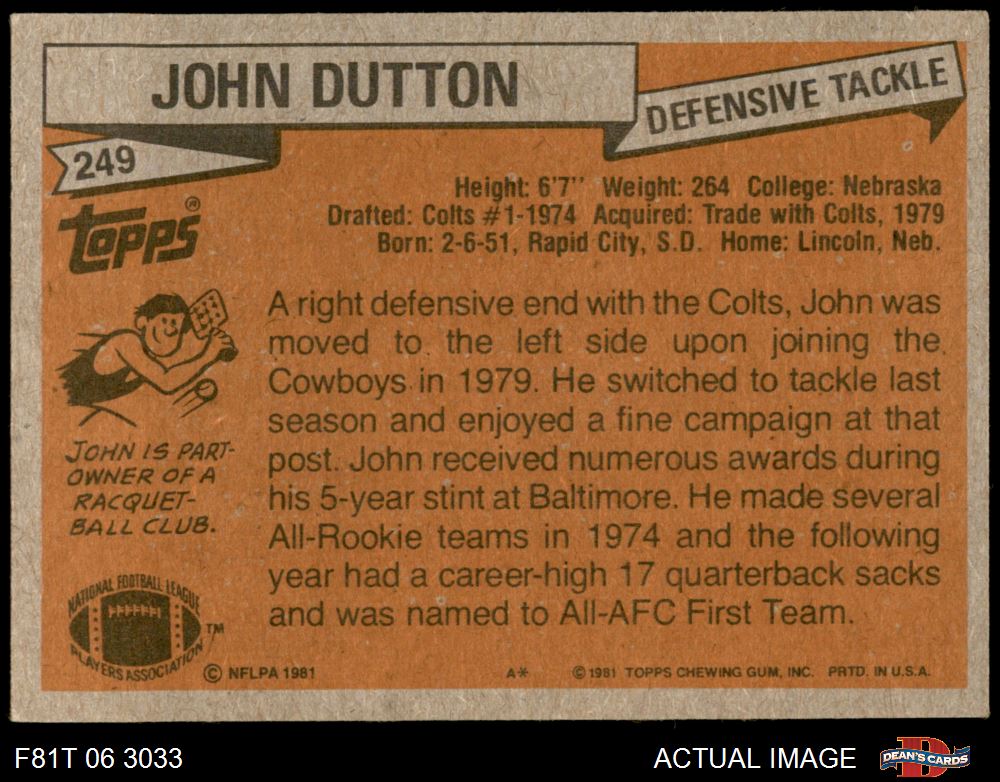 JOHN DUTTON
DEFENSIVE TACKLE
249
Topps®
Height: 6'7'' Weight: 264 College: Nebraska
Drafted: Colts #1-1974 Acquired: Trade with Colts, 1979
Born: 2-6-51, Rapid City, S.D. Home: Lincoln, Neb.
A right defensive end with the Colts, John was
moved to the left side upon joining the
Cowboys in 1979. He switched to tackle last
season and enjoyed a fine campaign at that
post. John received numerous awards during
his 5-year stint at Baltimore. He made several
All-Rookie teams in 1974 and the following
year had a career-high 17 quarterback sacks
and was named to All-AFC First Team.
JOHN IS PART-
OWNER OF A
RACQUET-
BALL CLUB.
NATIONAL FOOTBALL LEAGUE
PLAYERS ASSOCIATION
TM
© NFLPA 1981
A*
© 1981 TOPPS CHEWING GUM, INC. PRTD. IN U.S.A.
F81T 06 3033
ACTUAL IMAGE
D
DEAN'S CARDS